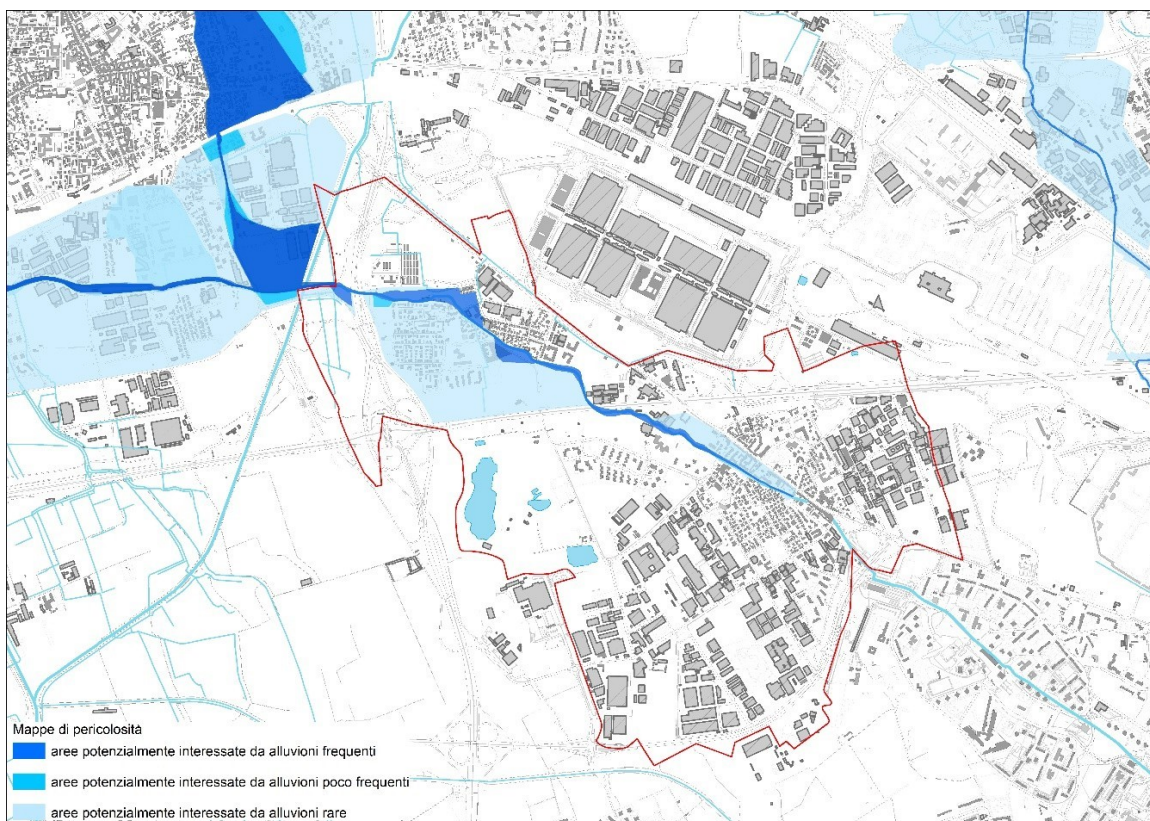 Mappe di pericolosità
aree potenzialmente interessate da alluvioni frequenti
aree potenzialmente interessate da alluvioni poco frequenti
aree potenzialmente interessate da alluvioni rare